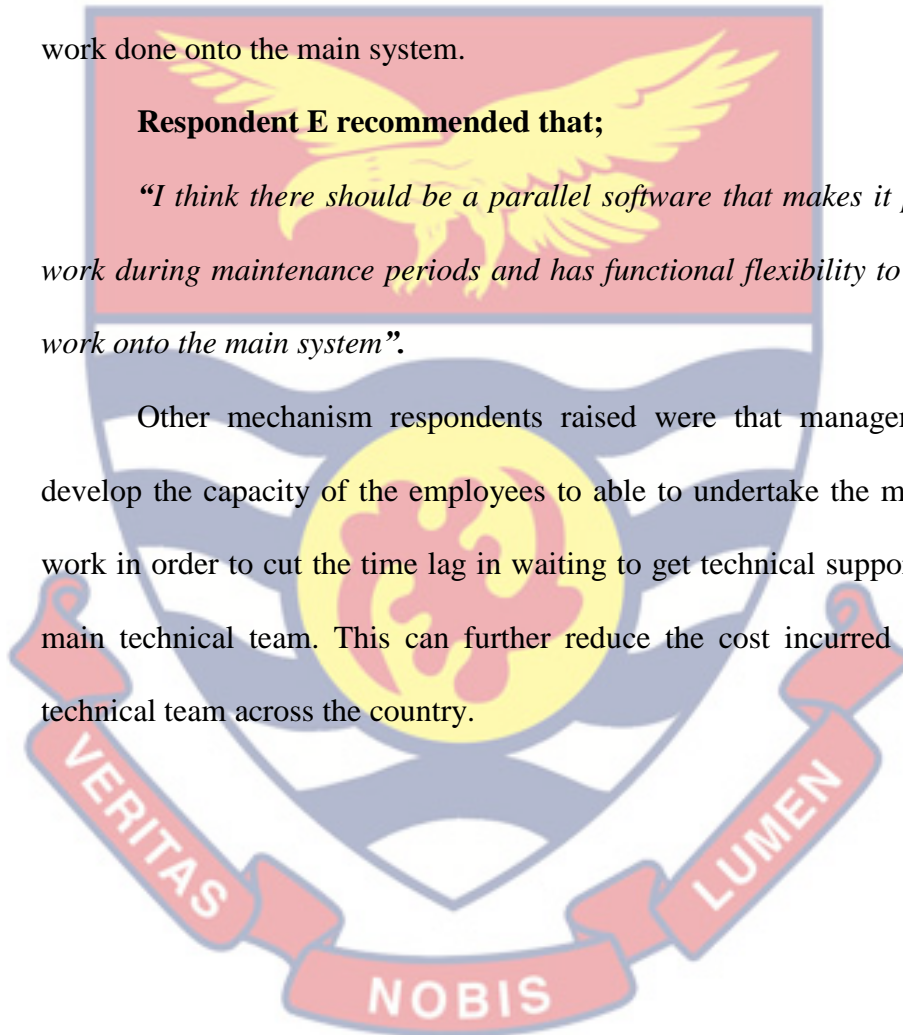 work done onto the main system.
Respondent E recommended that;
“I think there should be a parallel software that makes it
work during maintenance periods and has functional flexibility to
work onto the main system”.
Other mechanism respondents raised were that
develop the capacity of the employees to able to undertake the
work in order to cut the time lag in waiting to get technical
main technical team. This can further reduce the cost incurred
technical team across the country.
VERITAS
NOBIS
LUMEN